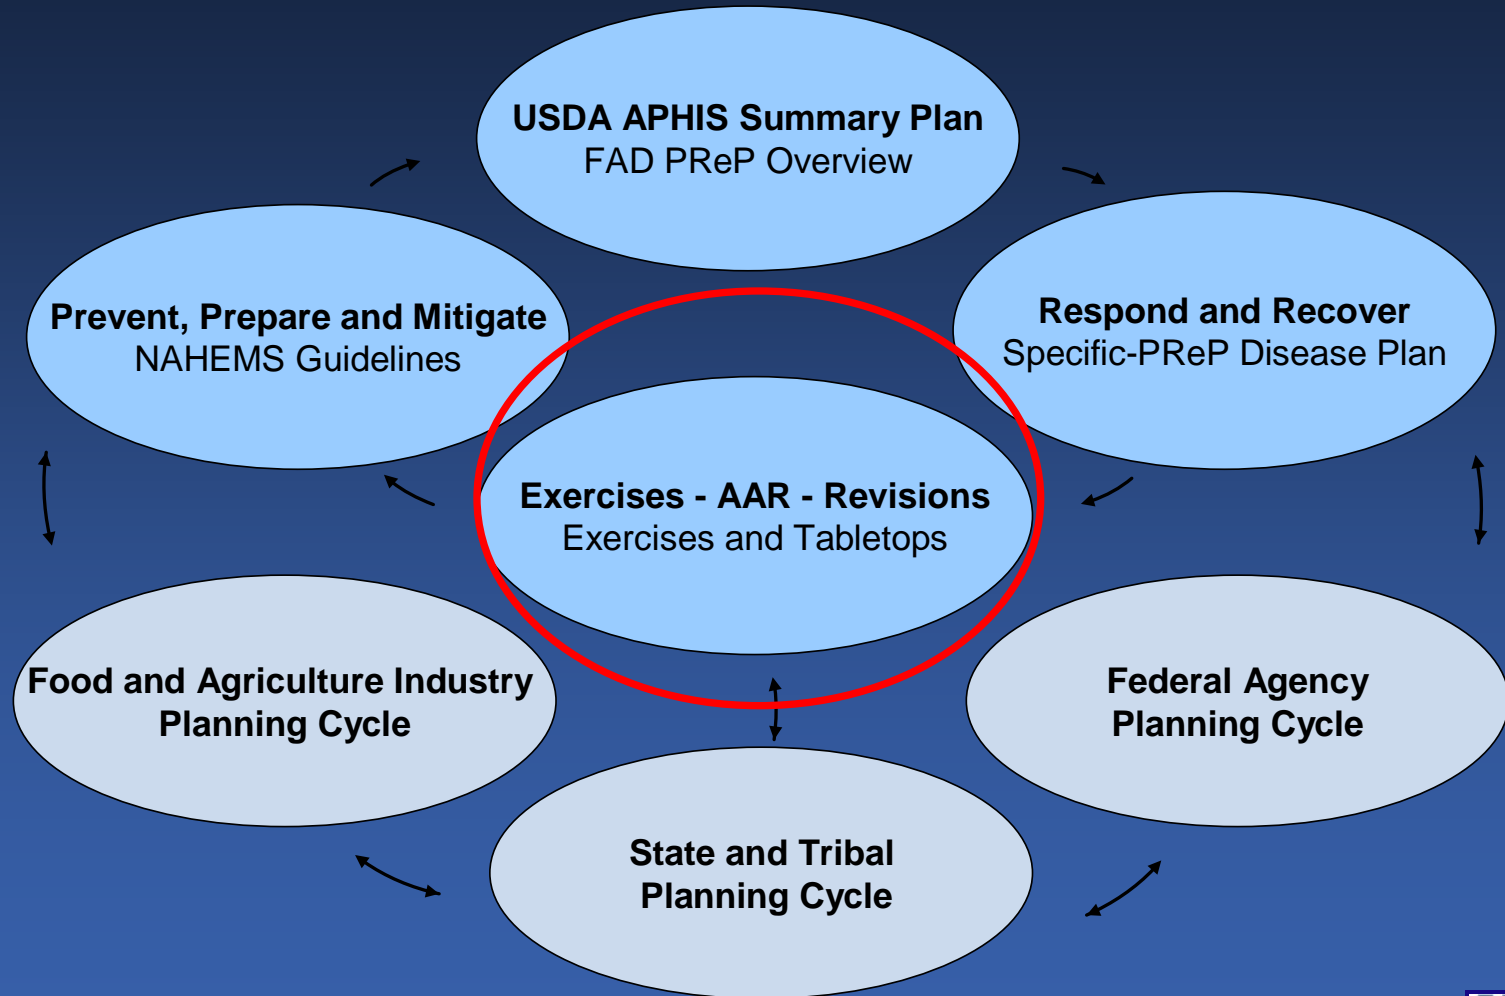 USDA APHIS Summary Plan
FAD PReP Overview
Prevent, Prepare and Mitigate
NAHEMS Guidelines
Respond and Recover
Specific-PReP Disease Plan
Exercises - AAR - Revisions
Exercises and Tabletops
Food and Agriculture Industry
Planning Cycle
Federal Agency
Planning Cycle
State and Tribal
Planning Cycle